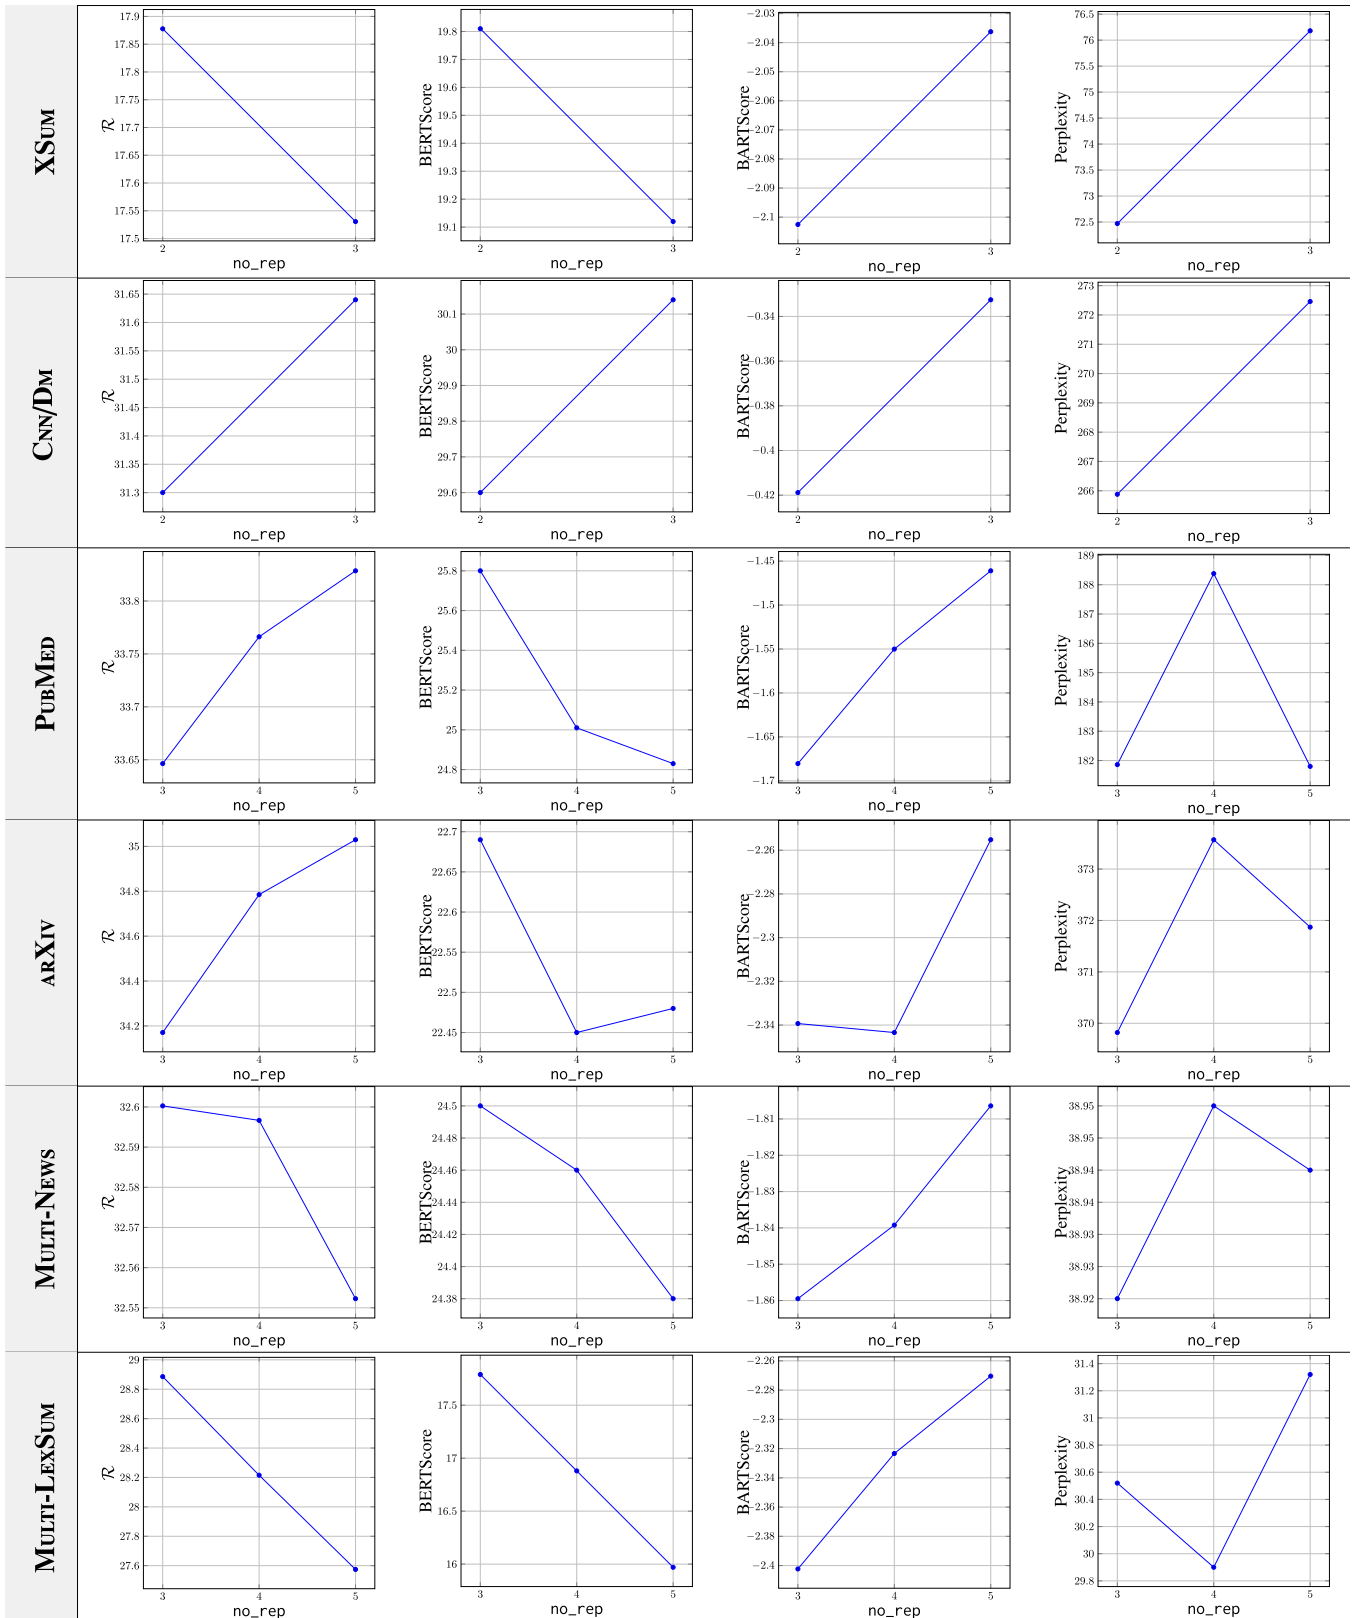 XSUM
17.9
17.85
17.8
17.75
17.7
17.65
17.6
17.55
17.5
ℛ
2 3
no_rep
19.8
19.7
19.6
19.5
19.4
19.3
19.2
19.1
BERTScore
2 3
no_rep
−2.03
−2.04
−2.05
−2.06
−2.07
−2.08
−2.09
−2.1
BARTScore
2 3
no_rep
76.5
76
75.5
75
74.5
74
73.5
73
72.5
Perplexity
2 3
no_rep
CNN/DM
31.65
31.6
31.55
31.5
31.45
31.4
31.35
31.3
ℛ
2 3
no_rep
30.1
30
29.9
29.8
29.7
29.6
BERTScore
2 3
no_rep
−0.34
−0.36
−0.38
−0.4
−0.42
BARTScore
2 3
no_rep
273
272
271
270
269
268
267
266
Perplexity
2 3
no_rep
PUBMED
33.8
33.75
33.7
33.65
ℛ
3 4 5
no_rep
25.8
25.6
25.4
25.2
25
24.8
BERTScore
3 4 5
no_rep
−1.45
−1.5
−1.55
−1.6
−1.65
−1.7
BARTScore
3 4 5
no_rep
189
188
187
186
185
184
183
182
Perplexity
3 4 5
no_rep
ARXIV
35
34.8
34.6
34.4
34.2
ℛ
3 4 5
no_rep
22.7
22.65
22.6
22.55
22.5
22.45
BERTScore
3 4 5
no_rep
−2.26
−2.28
−2.3
−2.32
−2.34
BARTScore
3 4 5
no_rep
373
372
371
370
Perplexity
3 4 5
no_rep
MULTI-NEWS
32.6
32.59
32.58
32.57
32.56
32.55
ℛ
3 4 5
no_rep
24.5
24.48
24.46
24.44
24.42
24.4
24.38
BERTScore
3 4 5
no_rep
−1.81
−1.82
−1.83
−1.84
−1.85
−1.86
BARTScore
3 4 5
no_rep
38.95
38.95
38.94
38.94
38.93
38.93
38.92
Perplexity
3 4 5
no_rep
MULTI-LEXSUM
29
28.8
28.6
28.4
28.2
28
27.8
27.6
ℛ
3 4 5
no_rep
17.5
17
16.5
16
BERTScore
3 4 5
no_rep
−2.26
−2.28
−2.3
−2.32
−2.34
−2.36
−2.38
−2.4
BARTScore
3 4 5
no_rep
31.4
31.2
31
30.8
30.6
30.4
30.2
30
29.8
Perplexity
3 4 5
no_rep